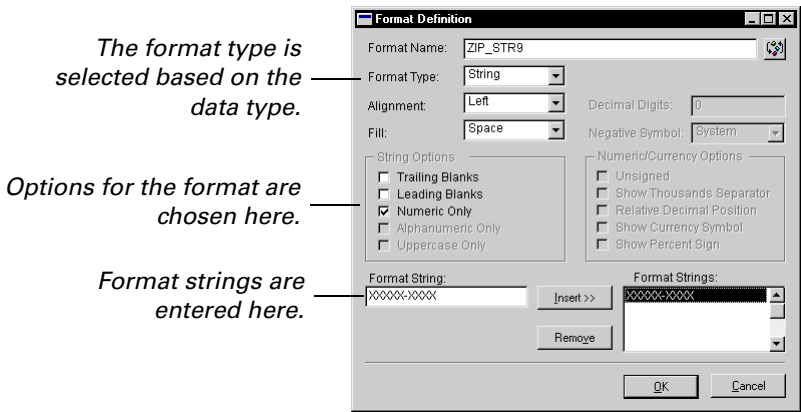 Format Definition
Format Name: ZIP_STR9
The format type is
selected based on the
data type.
Format Type: String
Alignment: Left
Decimal Digits: 0
Fill: Space
Negative Symbol: System
String Options
Numeric/Currency Options
Trailing Blanks
Unsigned
Leading Blanks
Show Thousands Separator
Options for the format are
chosen here.
Numeric Only
Relative Decimal Position
Alphanumeric Only
Show Currency Symbol
Uppercase Only
Show Percent Sign
Format strings are
entered here.
Format String:
Format Strings:
XXXXX-XXXX
Insert >>
XXXXX-XXXX
Remove
OK
Cancel